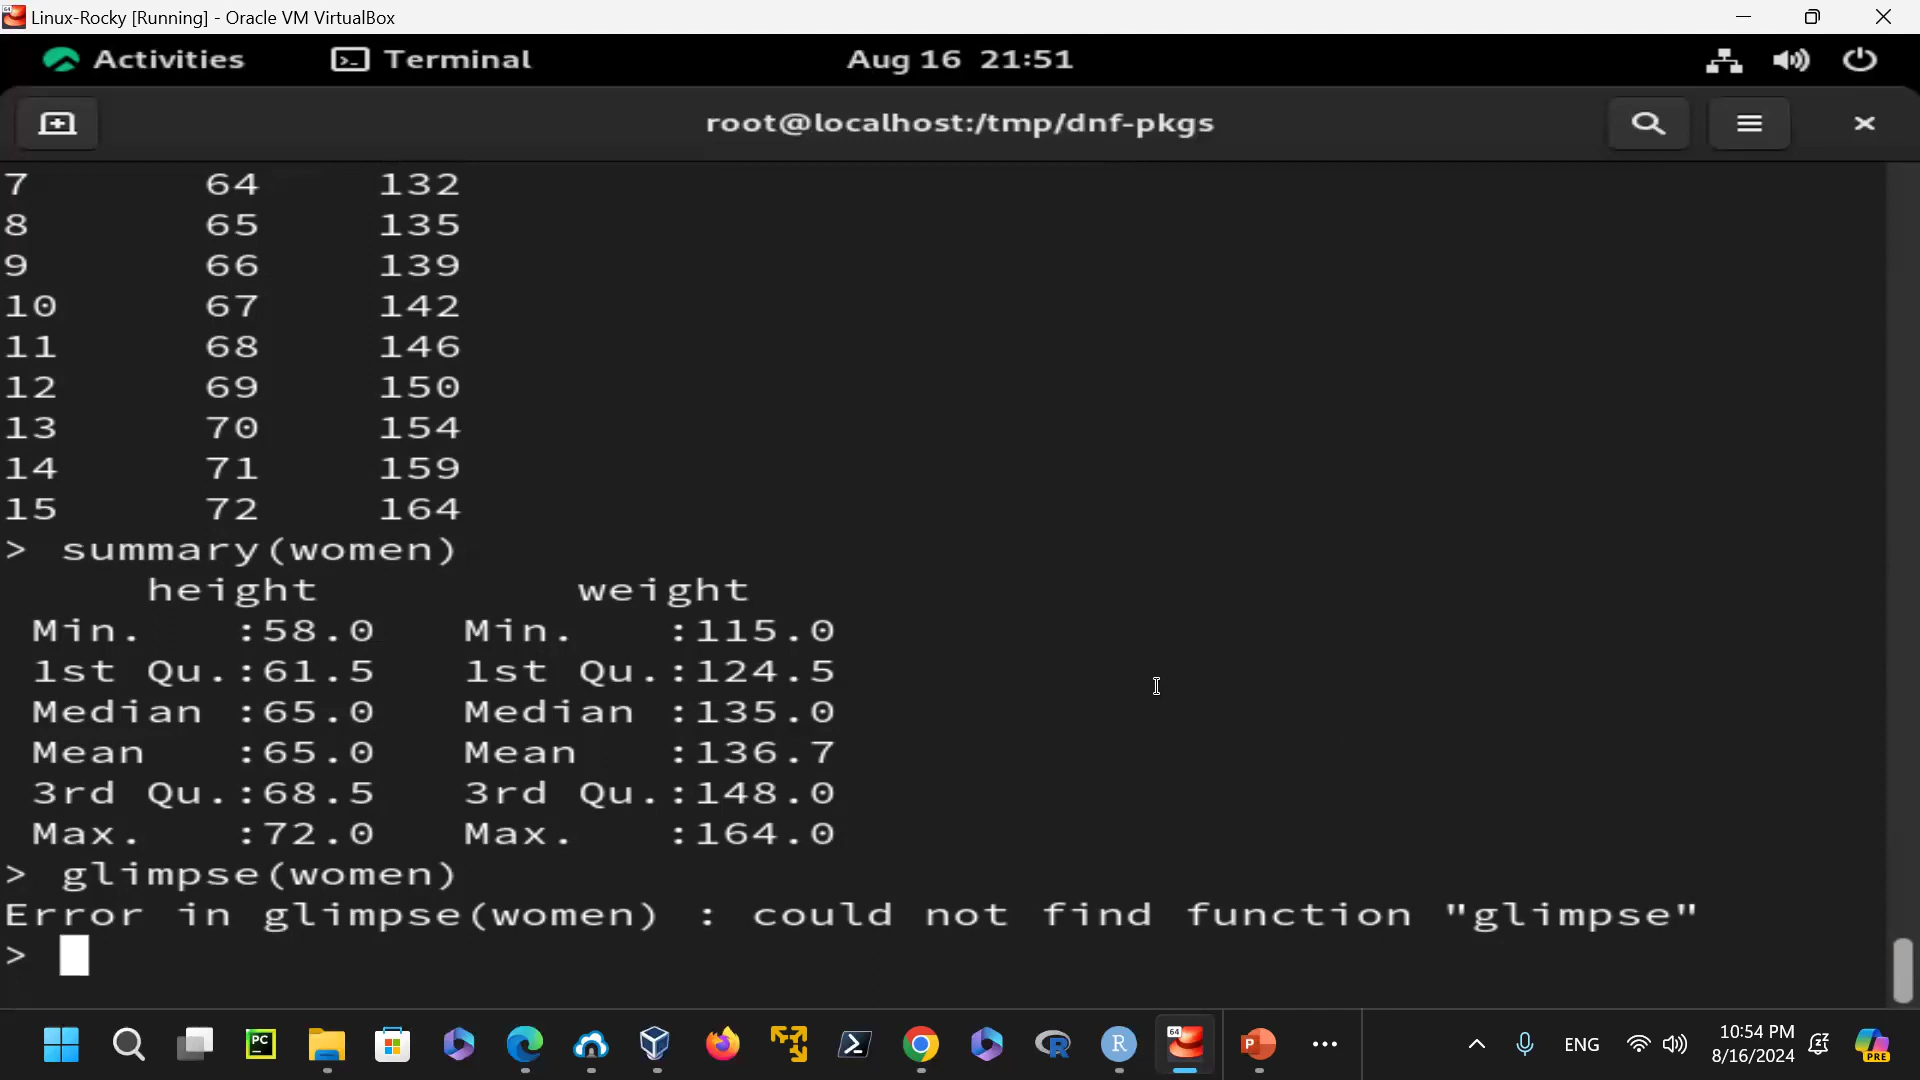 Linux-Rocky [Running] - Oracle VM VirtualBox
Activities Terminal Aug 16 21:51
root@localhost:/tmp/dnf-pkgs
7 64 132
8 65 135
9 66 139
10 67 142
11 68 146
12 69 150
13 70 154
14 71 159
15 72 164
> summary(women)
height weight
Min. :58.0 Min. :115.0
1st Qu.:61.5 1st Qu.:124.5
Median :65.0 Median :135.0
Mean :65.0 Mean :136.7
3rd Qu.:68.5 3rd Qu.:148.0
Max. :72.0 Max. :164.0
> glimpse(women)
Error in glimpse(women) : could not find function "glimpse"
>
ENG 10:54 PM
8/16/2024